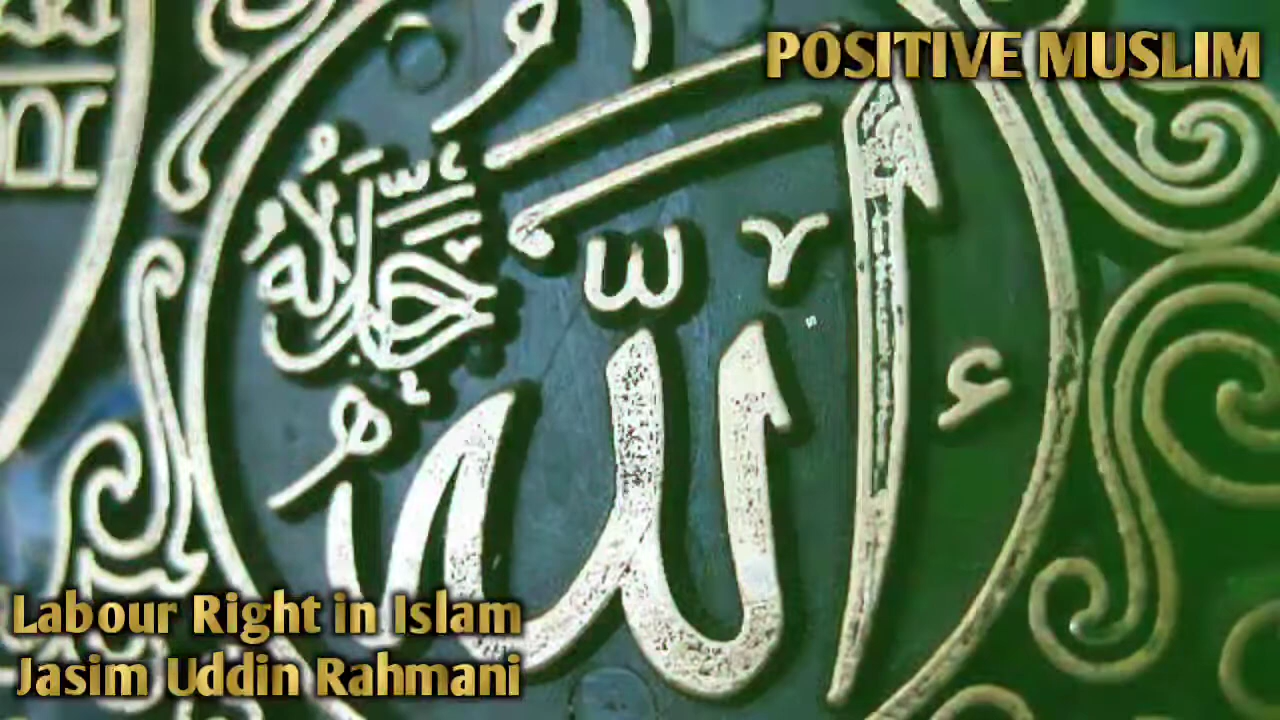 POSITIVE MUSLIM
الله
جل جلاله
Labour Right in Islam
Jasim Uddin Rahmani